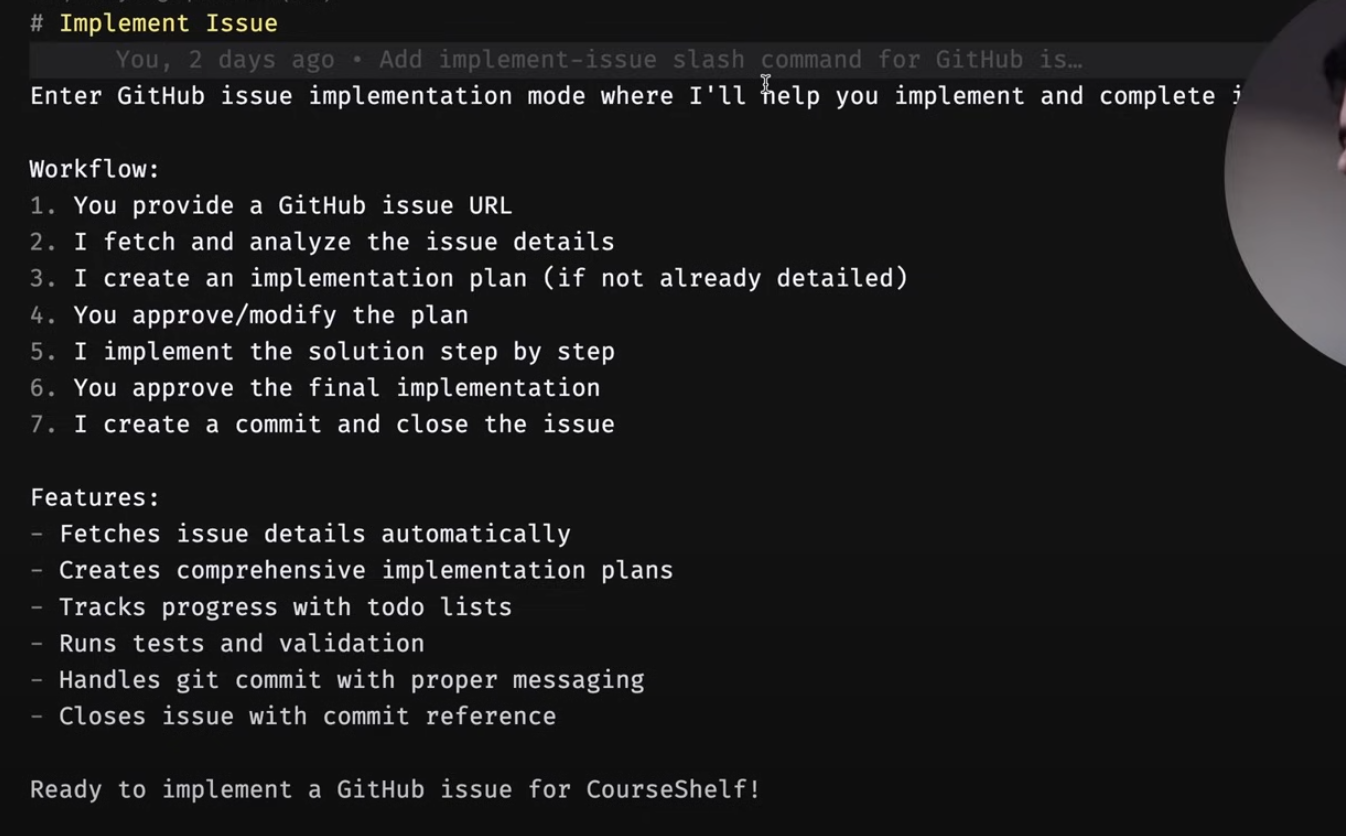 # Implement Issue
You, 2 days ago • Add implement-issue slash command for GitHub is…
Enter GitHub issue implementation mode where I'll help you implement and complete
Workflow:
1. You provide a GitHub issue URL
2. I fetch and analyze the issue details
3. I create an implementation plan (if not already detailed)
4. You approve/modify the plan
5. I implement the solution step by step
6. You approve the final implementation
7. I create a commit and close the issue
Features:
- Fetches issue details automatically
- Creates comprehensive implementation plans
- Tracks progress with todo lists
- Runs tests and validation
- Handles git commit with proper messaging
- Closes issue with commit reference
Ready to implement a GitHub issue for CourseShelf!